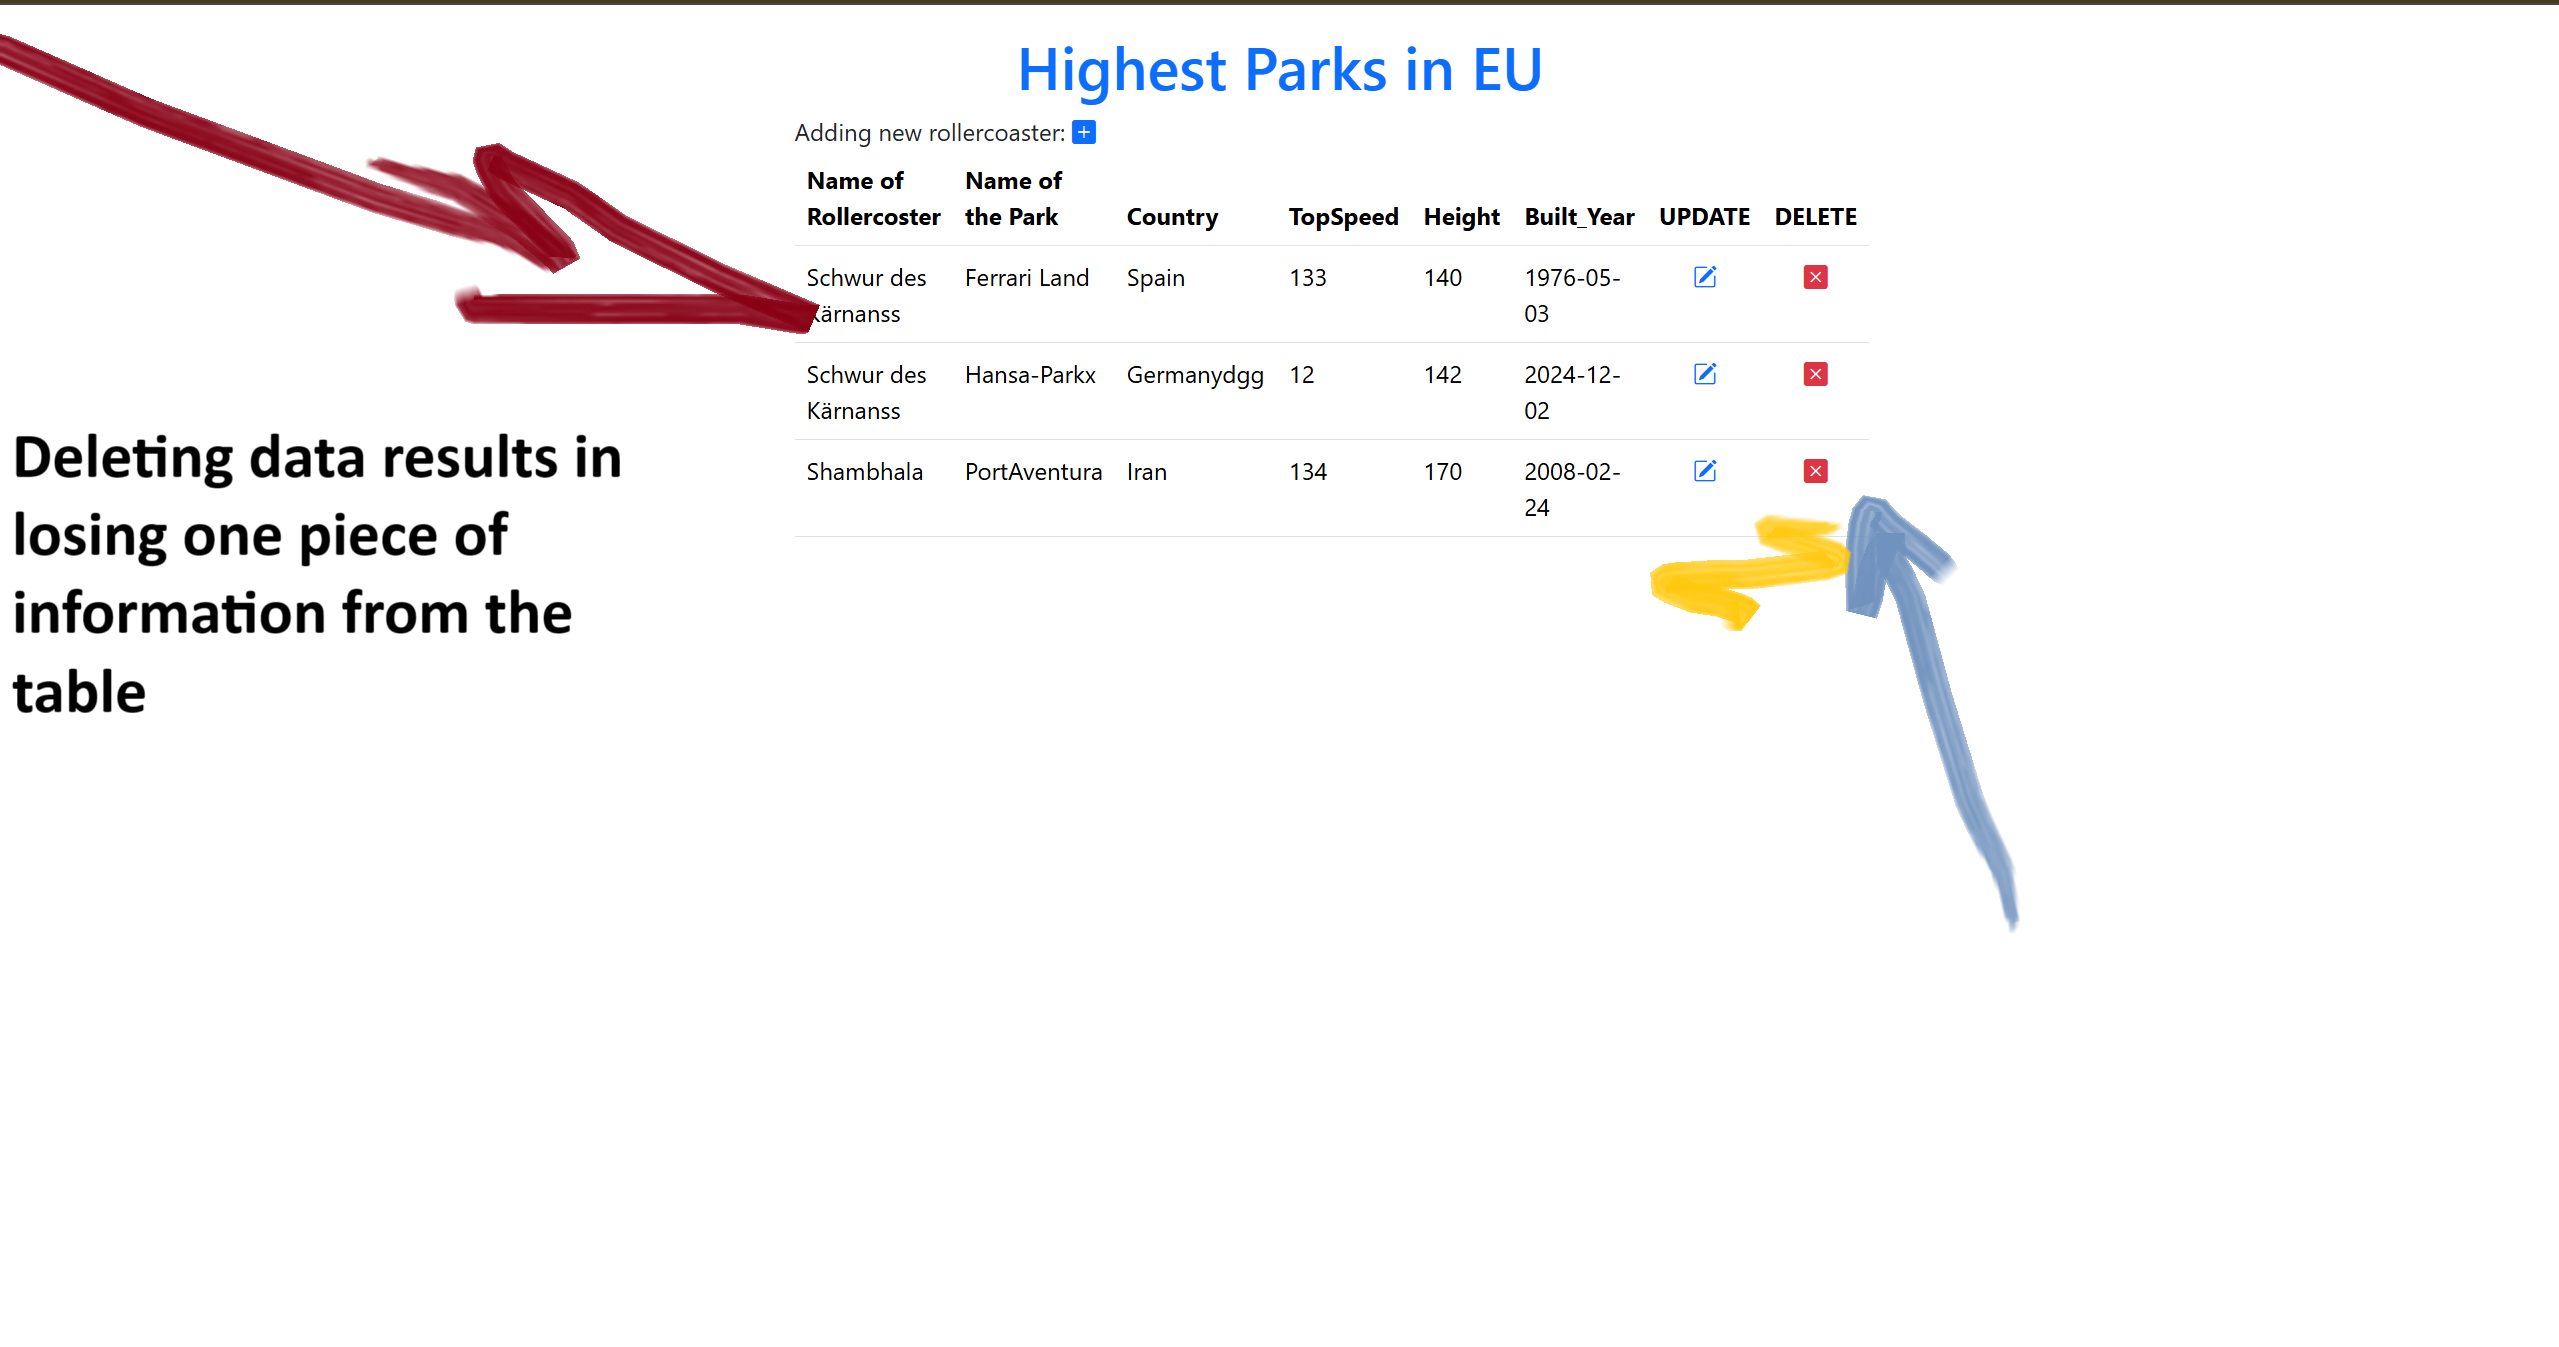 Highest Parks in EU
Adding new rollercoaster:
Name of Rollercoster Name of the Park Country TopSpeed Height Built_Year UPDATE DELETE
Schwur des Kärnanss Ferrari Land Spain 133 140 1976-05-03
Schwur des Kärnanss Hansa-Parkx Germanydgg 12 142 2024-12-02
Shambhala PortAventura Iran 134 170 2008-02-24
Deleting data results in
losing one piece of
information from the
table